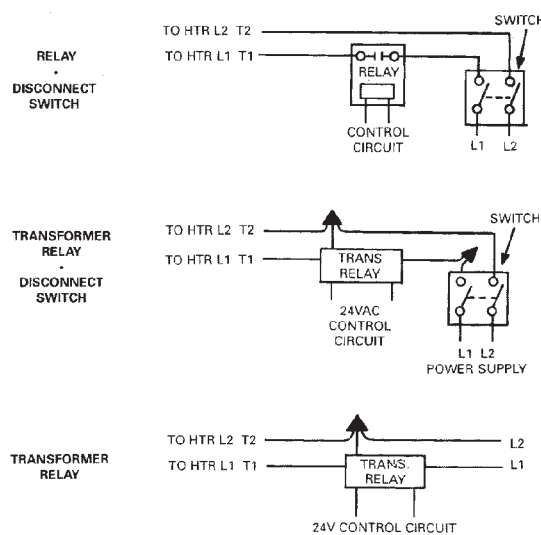 RELAY
•
DISCONNECT
SWITCH
TO HTR L2 T2
TO HTR L1 T1
RELAY
CONTROL
CIRCUIT
SWITCH
L1 L2
TRANSFORMER
RELAY
•
DISCONNECT
SWITCH
TO HTR L2 T2
TO HTR L1 T1
TRANS
RELAY
24VAC
CONTROL
CIRCUIT
SWITCH
L1 L2
POWER SUPPLY
TRANSFORMER
RELAY
TO HTR L2 T2
TO HTR L1 T1
TRANS.
RELAY
24V CONTROL CIRCUIT
L2
L1